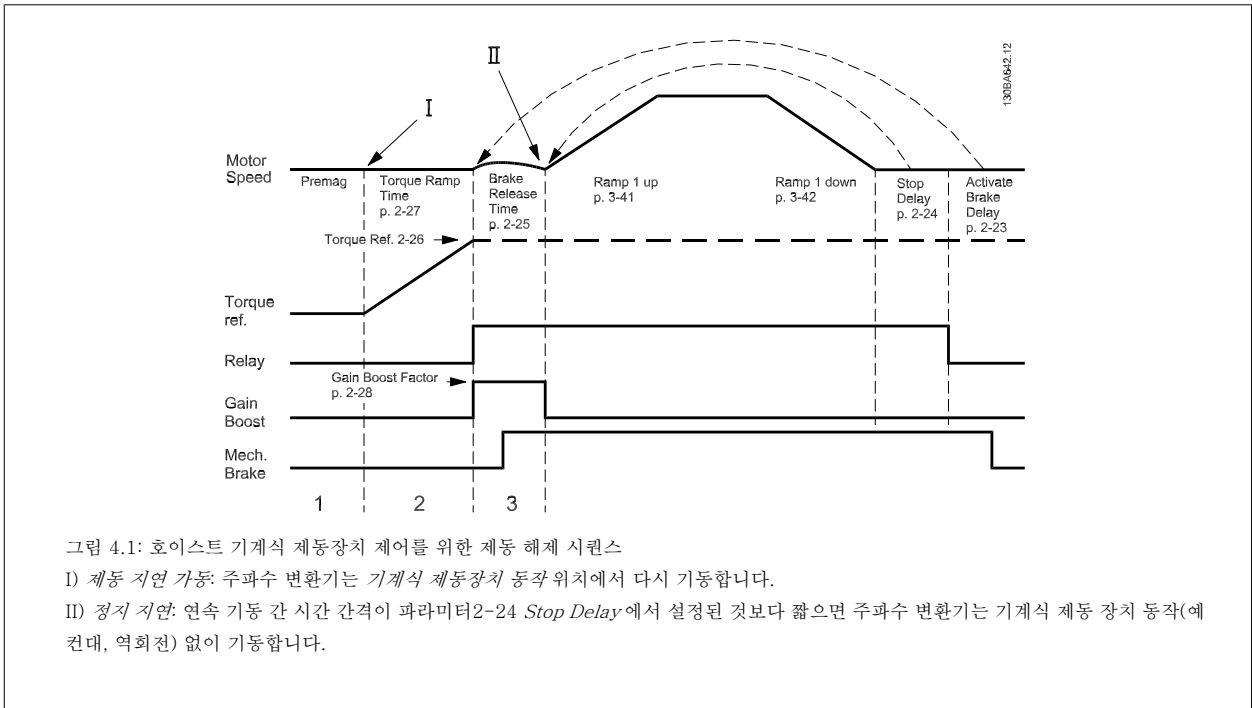 II
130BA642.12
I
Motor
Speed
Premag
Torque Ramp
Time
p. 2-27
Brake
Release
Time
p. 2-25
Ramp 1 up
p. 3-41
Ramp 1 down
p. 3-42
Stop
Delay
p. 2-24
Activate
Brake
Delay
p. 2-23
Torque Ref. 2-26
Torque
ref.
Relay
Gain Boost Factor
p. 2-28
Gain
Boost
Mech.
Brake
1
2
3
그림 4.1: 호이스트 기계식 제동장치 제어를 위한 제동 해제 시퀀스
I) 제동 지연 가동: 주파수 변환기는 기계식 제동장치 동작 위치에서 다시 기동합니다.
II) 정지 지연: 연속 기동 간 시간 간격이 파라미터2-24 Stop Delay 에서 설정된 것보다 짧으면 주파수 변환기는 기계식 제동 장치 동작(예
컨대, 역회전) 없이 기동합니다.